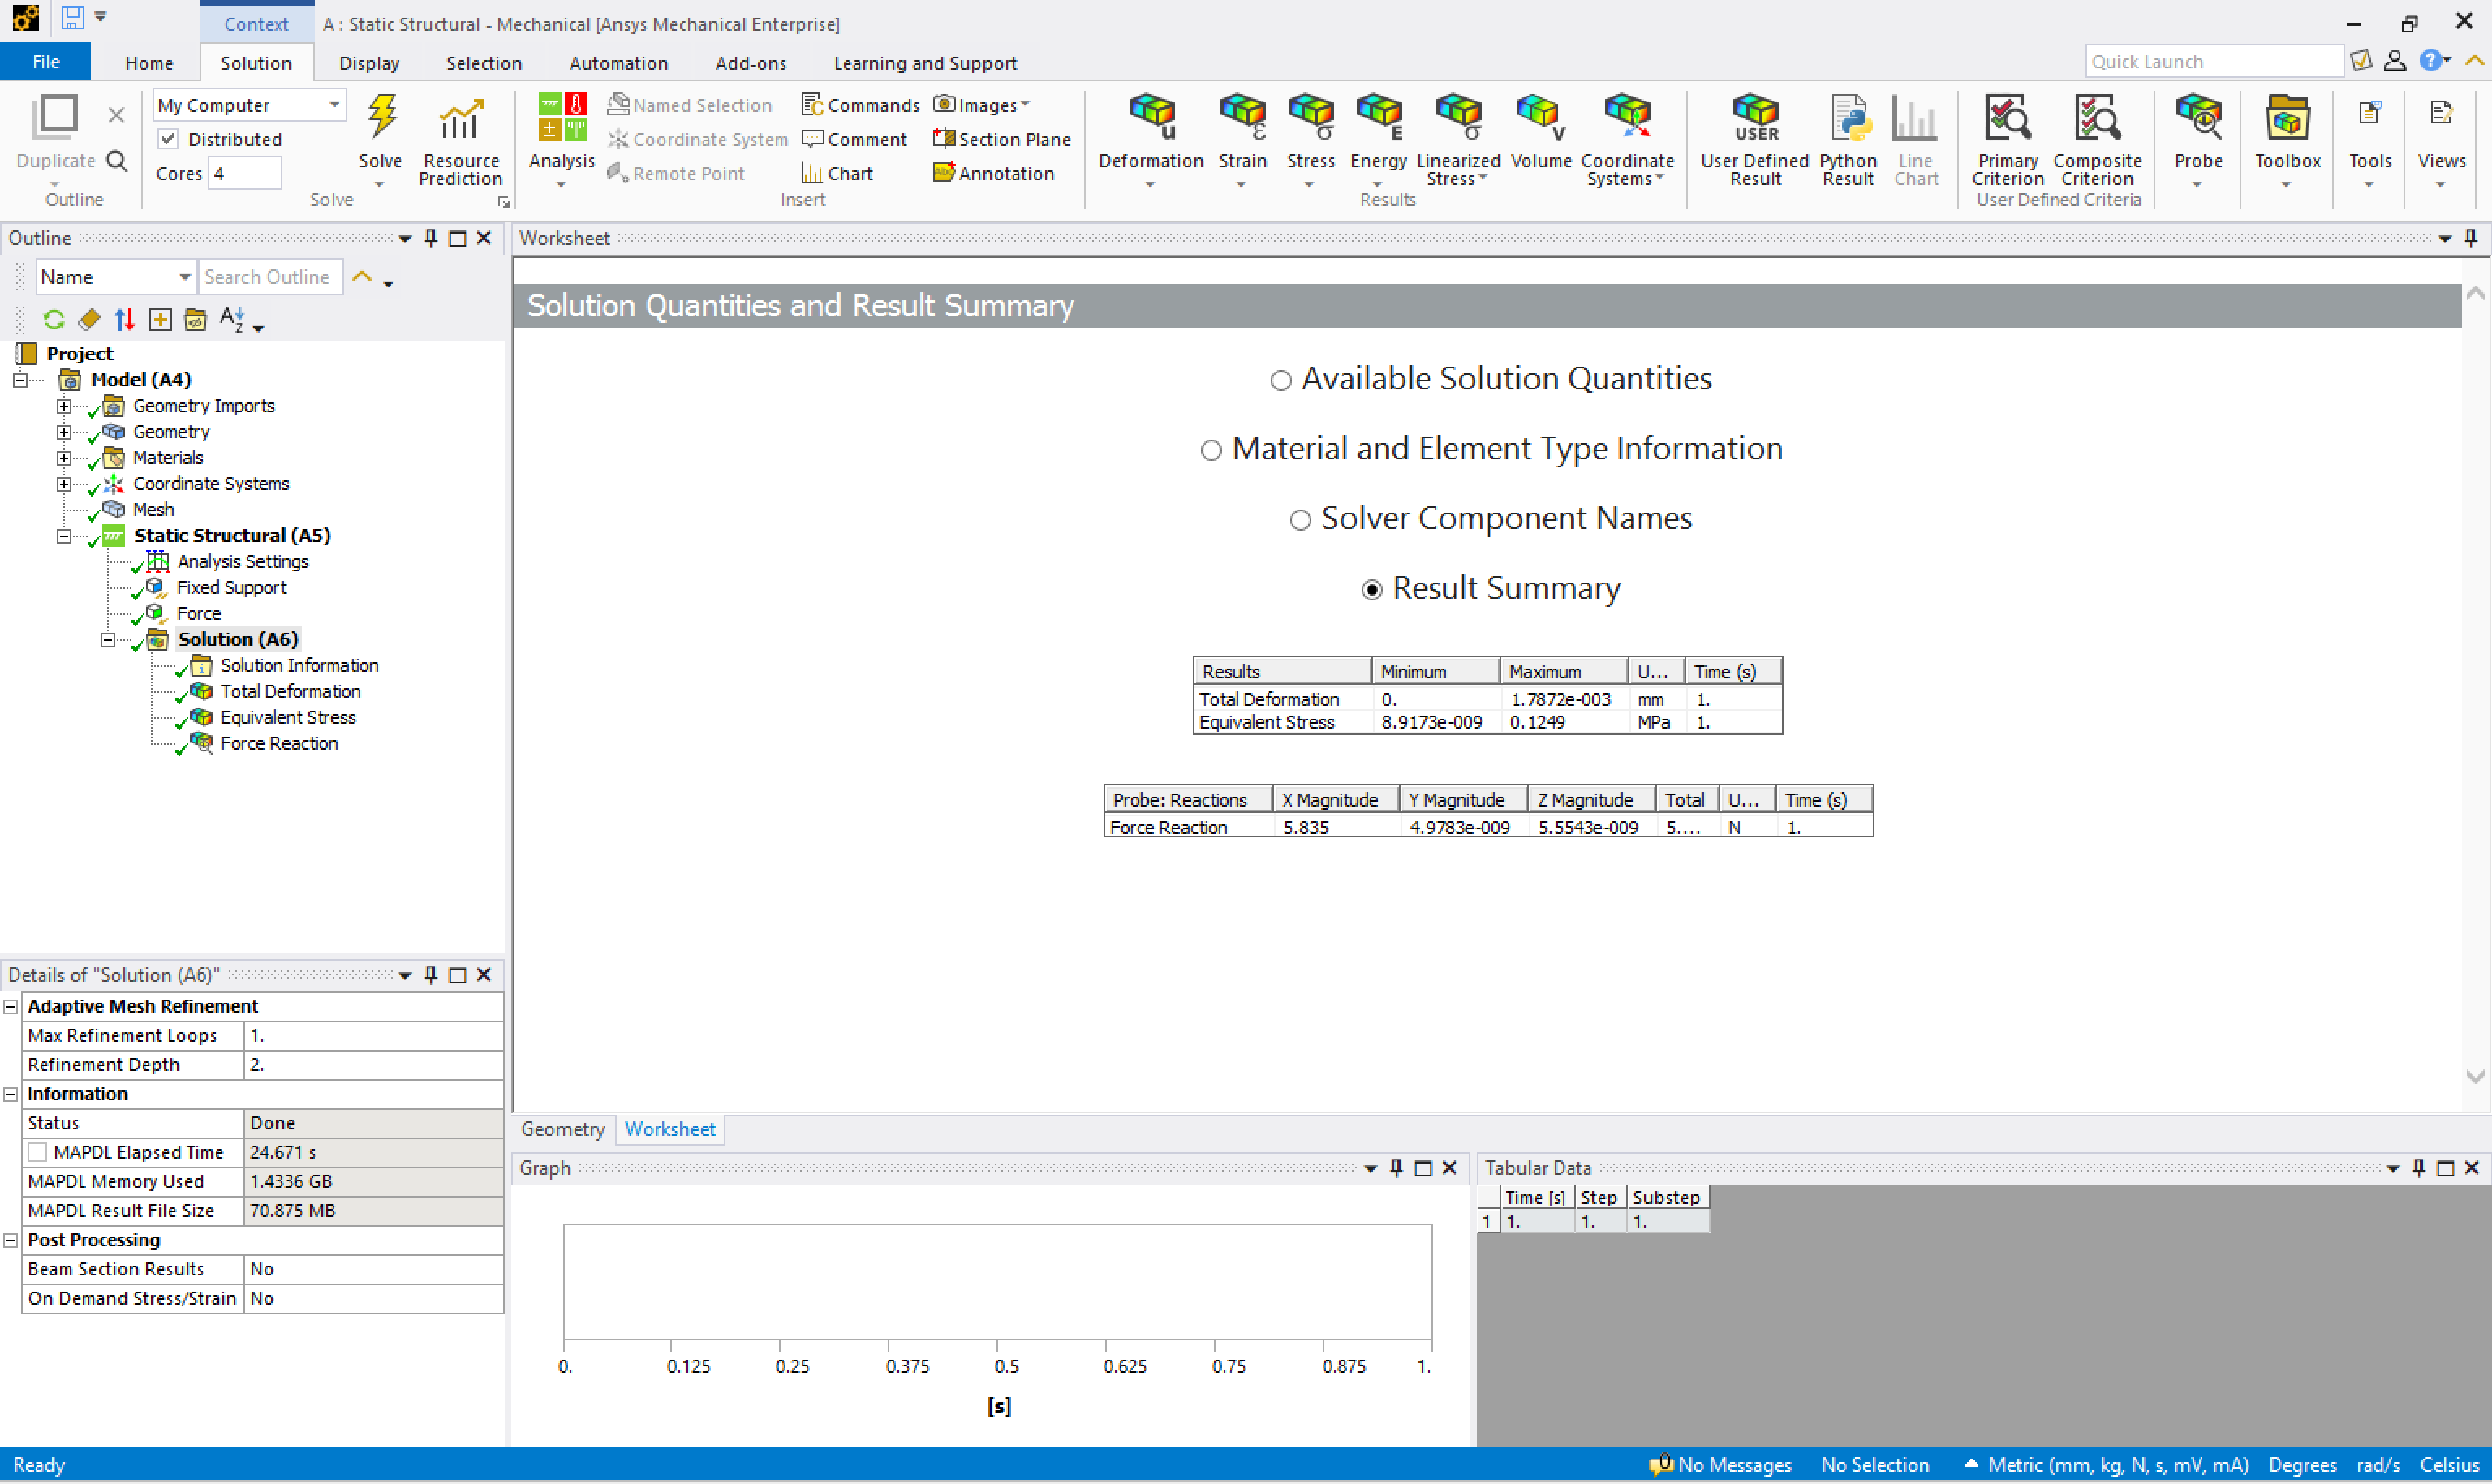 Context
A : Static Structural - Mechanical [Ansys Mechanical Enterprise]
File
Home
Solution
Display
Selection
Automation
Add-ons
Learning and Support
Quick Launch
Duplicate
Outline
My Computer
Distributed
Cores 4
Solve
Resource
Prediction
Solve
Analysis
Named Selection
Coordinate System
Remote Point
Commands
Comment
Chart
Images
Section Plane
Annotation
Insert
Deformation
Strain
Stress
Energy
Linearized
Stress
Volume
Coordinate
Systems
Results
User Defined
Result
Python
Result
Line
Chart
Primary
Criterion
Composite
Criterion
User Defined Criteria
Probe
Toolbox
Tools
Views
Outline
Name
Search Outline
Project
Model (A4)
Geometry Imports
Geometry
Materials
Coordinate Systems
Mesh
Static Structural (A5)
Analysis Settings
Fixed Support
Force
Solution (A6)
Solution Information
Total Deformation
Equivalent Stress
Force Reaction
Details of "Solution (A6)"
Adaptive Mesh Refinement
Max Refinement Loops 1.
Refinement Depth 2.
Information
Status Done
MAPDL Elapsed Time 24.671 s
MAPDL Memory Used 1.4336 GB
MAPDL Result File Size 70.875 MB
Post Processing
Beam Section Results No
On Demand Stress/Strain No
Worksheet
Solution Quantities and Result Summary
Available Solution Quantities
Material and Element Type Information
Solver Component Names
Result Summary
Results Minimum Maximum U... Time (s)
Total Deformation 0. 1.7872e-003 mm 1.
Equivalent Stress 8.9173e-009 0.1249 MPa 1.
Probe: Reactions X Magnitude Y Magnitude Z Magnitude Total U... Time (s)
Force Reaction 5.835 4.9783e-009 5.5543e-009 5.... N 1.
Geometry Worksheet
Graph
0. 0.125 0.25 0.375 0.5 0.625 0.75 0.875 1.
[s]
Tabular Data
Time [s] Step Substep
1 1. 1. 1.
Ready
0 No Messages
No Selection
Metric (mm, kg, N, s, mV, mA)
Degrees
rad/s
Celsius